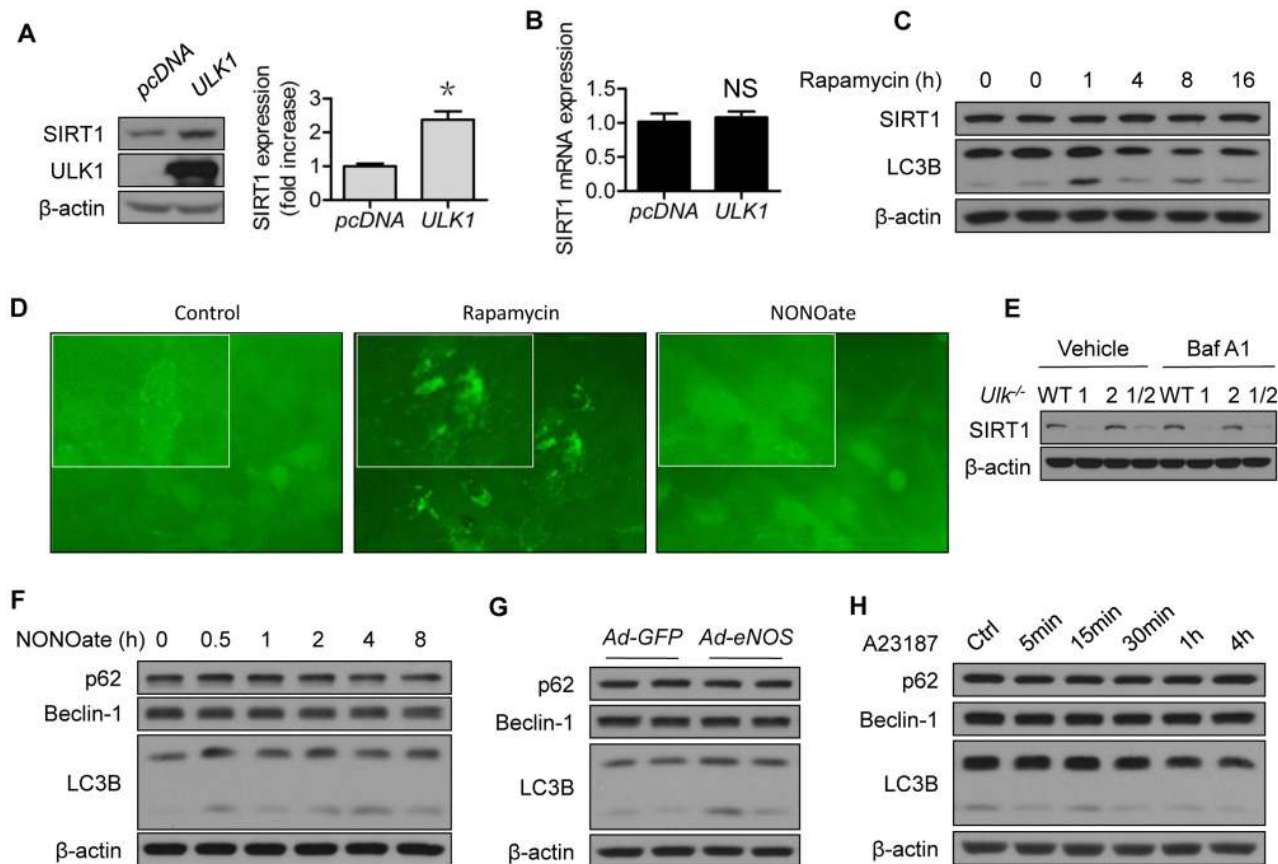 A
pcDNA ULK1
SIRT1
ULK1
β-actin
SIRT1 expression
(fold increase)
3
2
1
0
*
pcDNA ULK1
B
SIRT1 mRNA expression
1.5
1.0
0.5
0.0
NS
pcDNA ULK1
C
Rapamycin (h) 0 0 1 4 8 16
SIRT1
LC3B
β-actin
D
Control Rapamycin NONOate
E
Vehicle Baf A1
Ulk-/- WT 1 2 1/2 WT 1 2 1/2
SIRT1
β-actin
F
NONOate (h) 0 0.5 1 2 4 8
p62
Beclin-1
LC3B
β-actin
G
Ad-GFP Ad-eNOS
p62
Beclin-1
LC3B
β-actin
H
A23187 Ctrl 5min 15min 30min 1h 4h
p62
Beclin-1
LC3B
β-actin